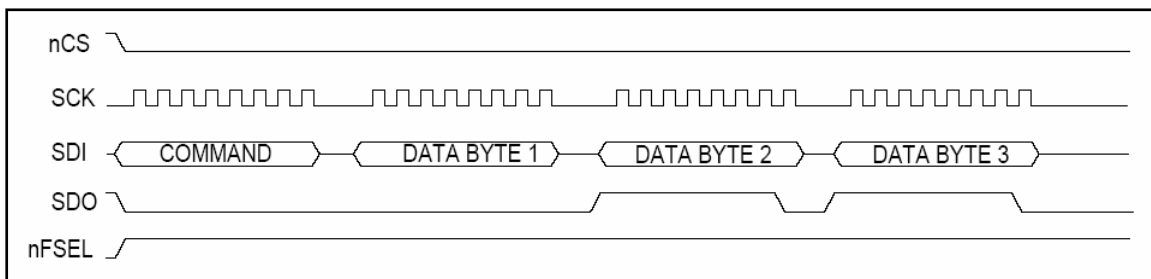 nCS
SCK
SDI COMMAND DATA BYTE 1 DATA BYTE 2 DATA BYTE 3
SDO
nFSEL